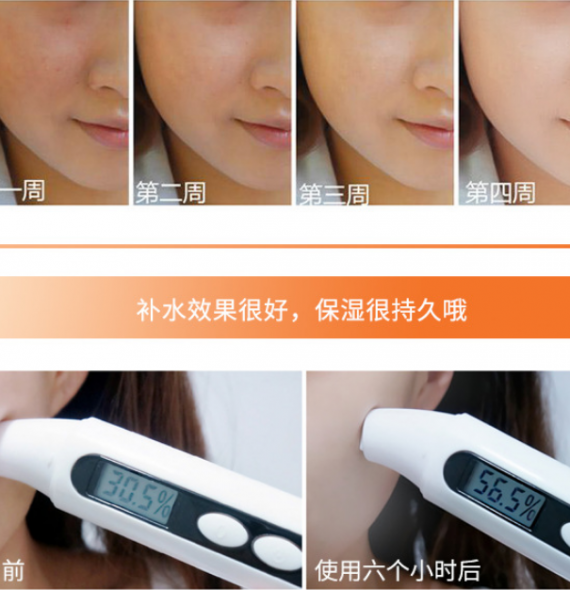 一周
第二周
第三周
第四周
补水效果很好，保湿很持久哦
30.5%
56.5%
前
使用六个小时后